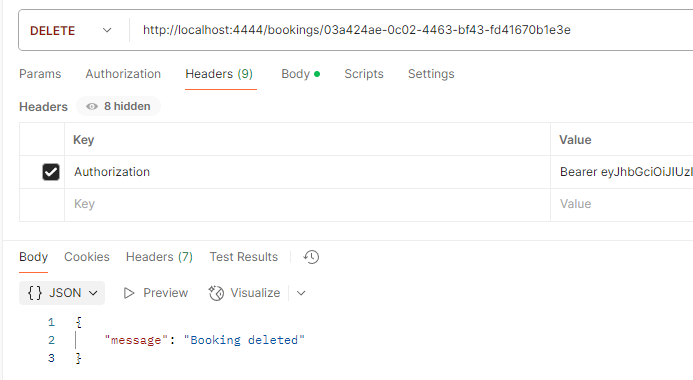 DELETE http://localhost:4444/bookings/03a424ae-0c02-4463-bf43-fd41670b1e3e
Params Authorization Headers (9) Body Scripts Settings
Headers 8 hidden
Key Value
Authorization Bearer eyJhbGciOiJIUzI
Key Value
Body Cookies Headers (7) Test Results
{} JSON Preview Visualize
1 {
2 "message": "Booking deleted"
3 }